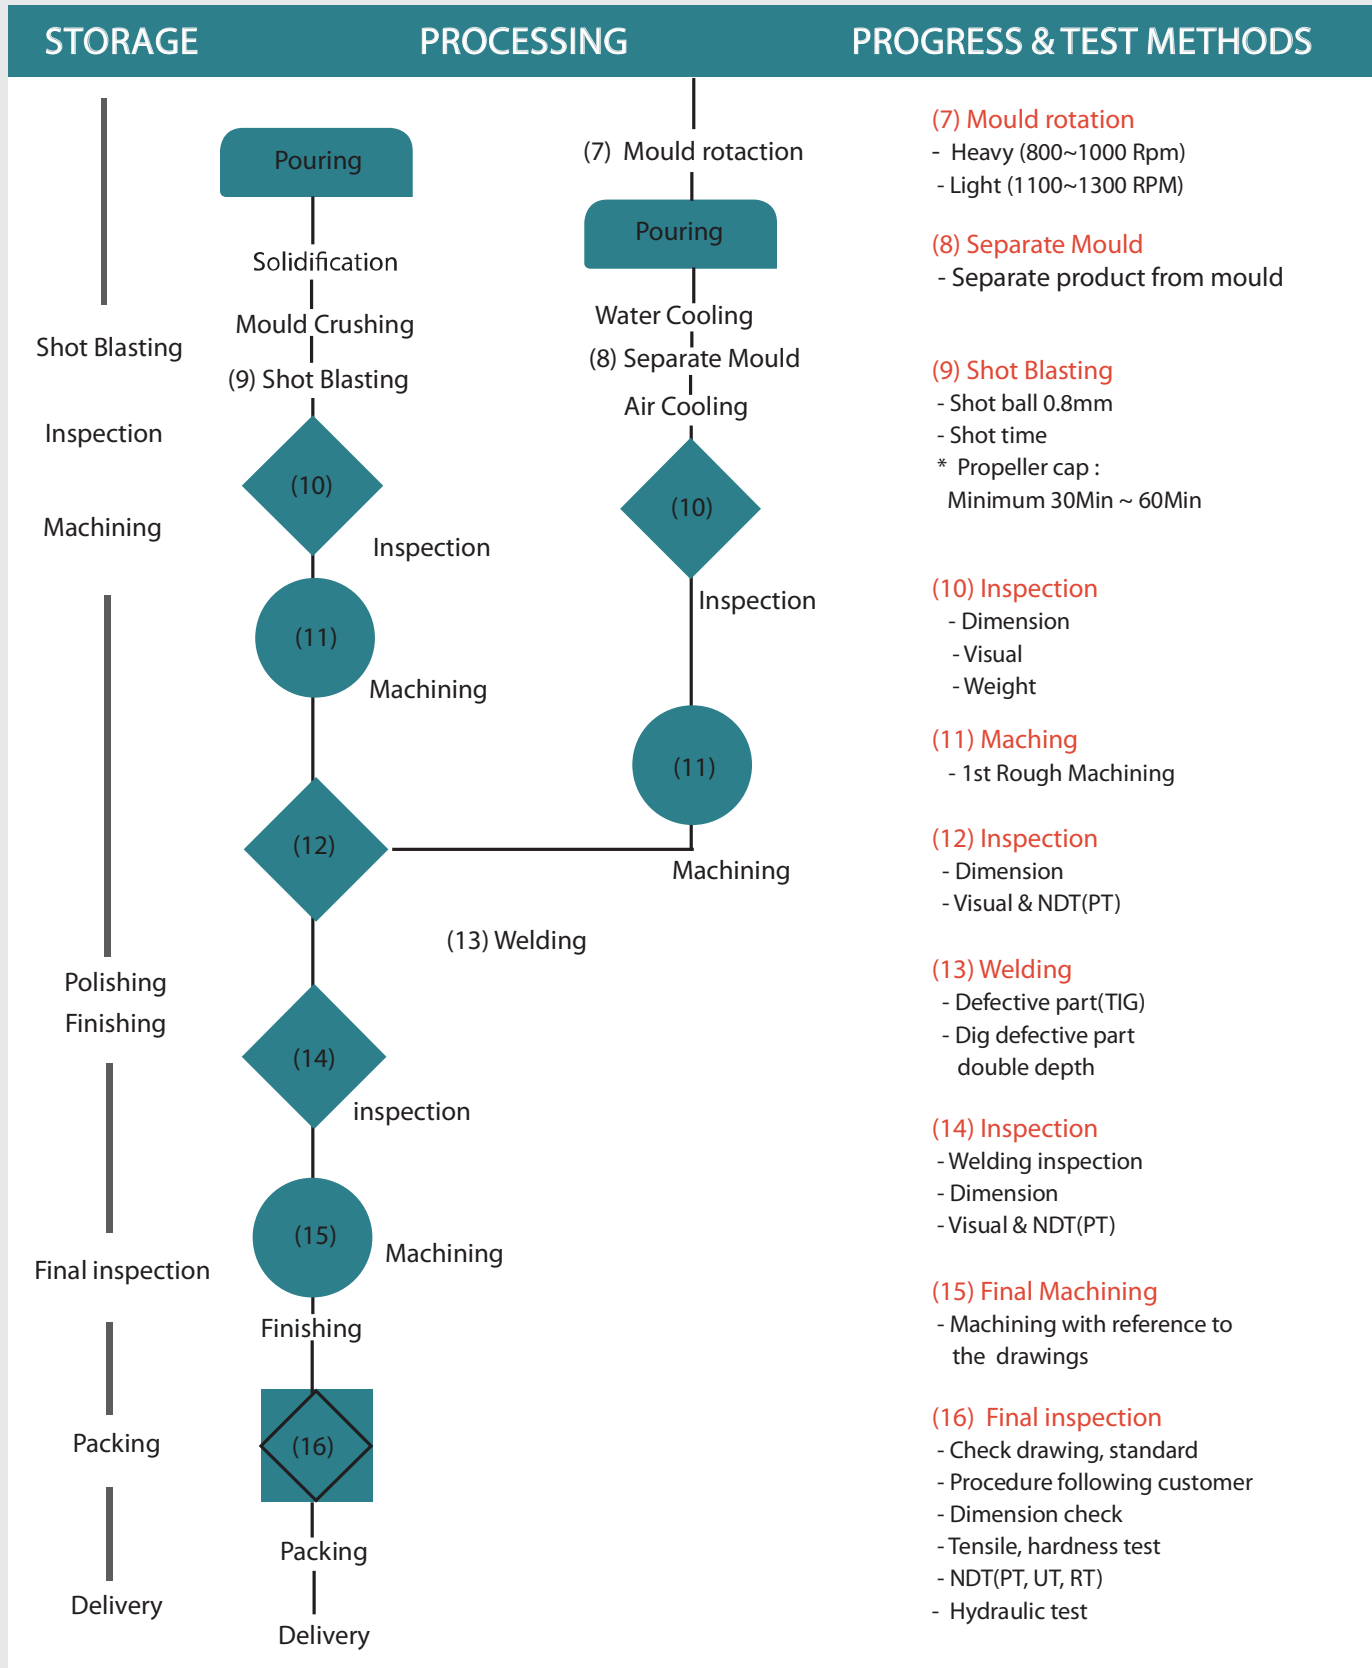 STORAGE
PROCESSING
PROGRESS & TEST METHODS
Shot Blasting
Inspection
Machining
Polishing
Finishing
Final inspection
Packing
Delivery
Pouring
Solidification
Mould Crushing
(9) Shot Blasting
(10)
Inspection
(11)
Machining
(12)
(13) Welding
(14)
inspection
(15)
Machining
Finishing
(16)
Packing
Delivery
(7) Mould rotaction
Pouring
Water Cooling
(8) Separate Mould
Air Cooling
(10)
Inspection
(11)
Machining
(7) Mould rotation
- Heavy (800~1000 Rpm)
- Light (1100~1300 RPM)
(8) Separate Mould
- Separate product from mould
(9) Shot Blasting
- Shot ball 0.8mm
- Shot time
* Propeller cap :
Minimum 30Min ~ 60Min
(10) Inspection
- Dimension
- Visual
- Weight
(11) Maching
- 1st Rough Machining
(12) Inspection
- Dimension
- Visual & NDT(PT)
(13) Welding
- Defective part(TIG)
- Dig defective part
double depth
(14) Inspection
- Welding inspection
- Dimension
- Visual & NDT(PT)
(15) Final Machining
- Machining with reference to
the drawings
(16) Final inspection
- Check drawing, standard
- Procedure following customer
- Dimension check
- Tensile, hardness test
- NDT(PT, UT, RT)
- Hydraulic test